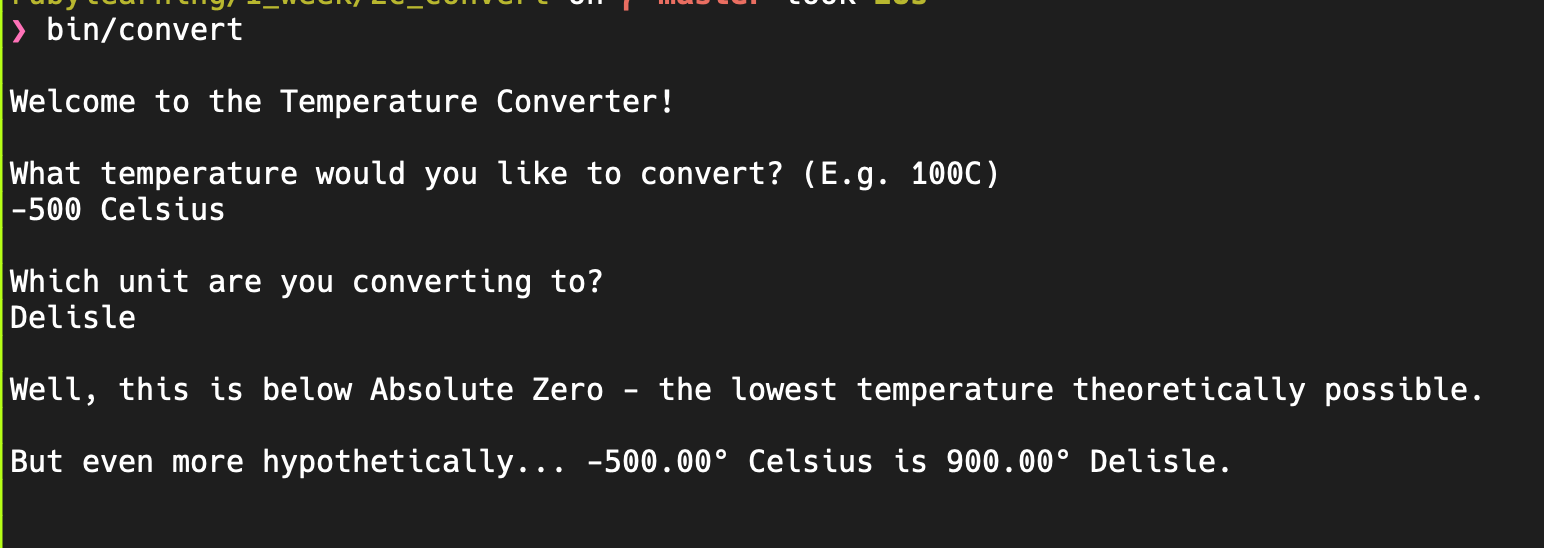 ❯ bin/convert
Welcome to the Temperature Converter!
What temperature would you like to convert? (E.g. 100C)
-500 Celsius
Which unit are you converting to?
Delisle
Well, this is below Absolute Zero - the lowest temperature theoretically possible.
But even more hypothetically... -500.00° Celsius is 900.00° Delisle.